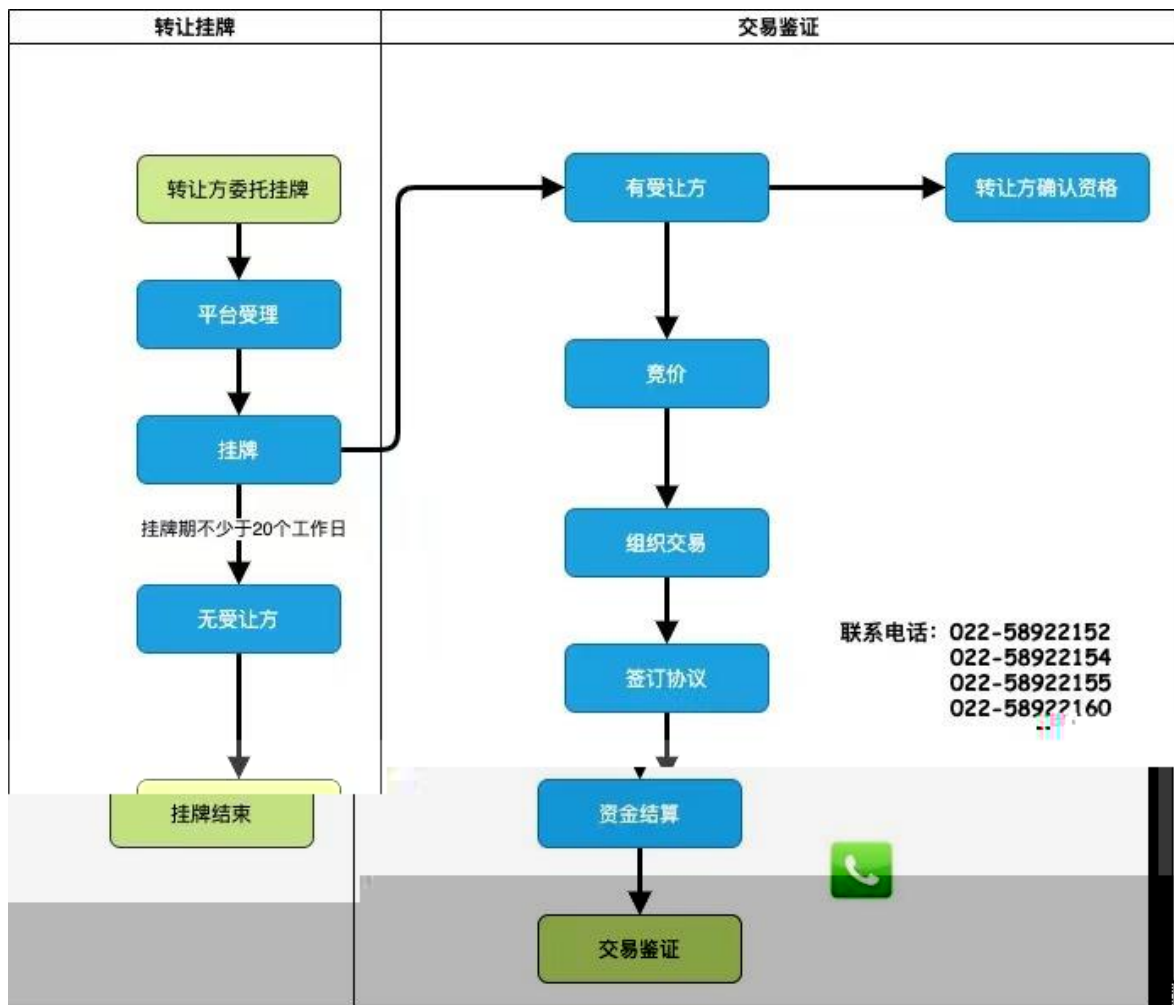 转让挂牌
交易鉴证
转让方委托挂牌
平台受理
挂牌
挂牌期不少于20个工作日
无受让方
挂牌结束
有受让方
转让方确认资格
竞价
组织交易
签订协议
资金结算
交易鉴证
联系电话：022-58922152
022-58922154
022-58922155
022-58922160